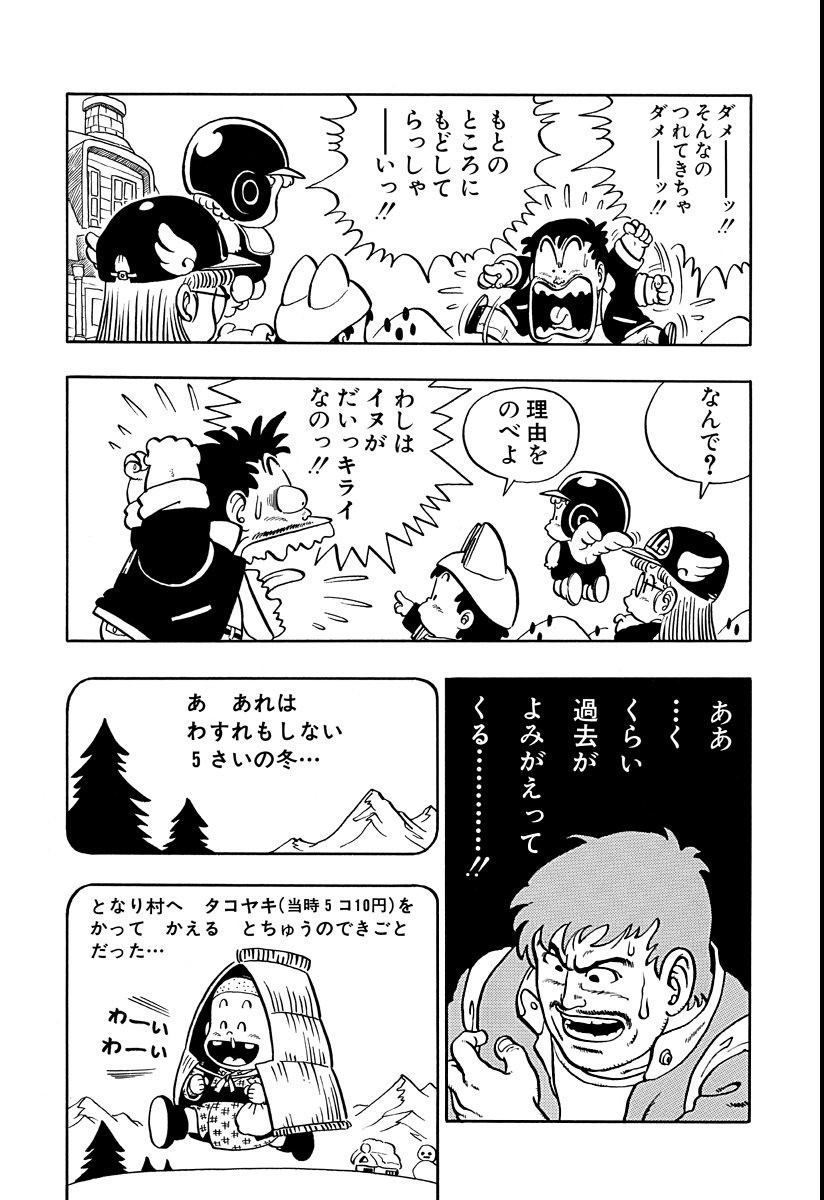 ダメ――ッ!!
そんなの
つれてきちゃ
ダメ――ッ!!
もとの
ところに
もどして
らっしゃ
――いっ!!
なんで?
理由を
のべよ
わしは
イヌが
だいっキライ
なのっ!!
ああ
…く
くらい
過去が
よみがえって
くる…………!!
あ あれは
わすれもしない
5さいの冬…
となり村へ タコヤキ(当時5コ10円)を
かって かえる とちゅうのできごと
だった…
わーい
わーい